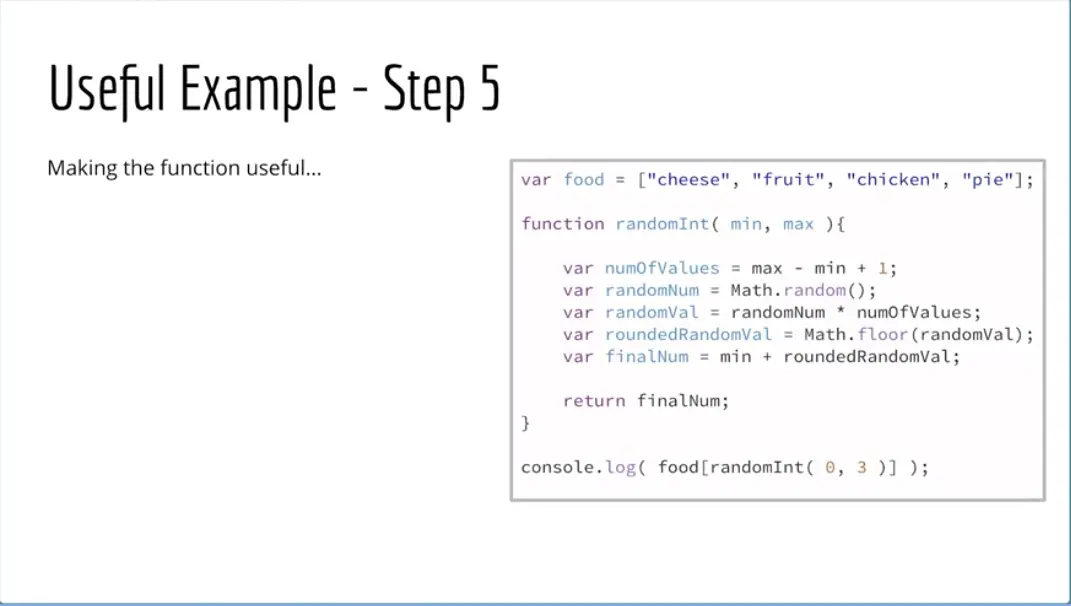 Useful Example - Step 5
Making the function useful...
var food = ["cheese", "fruit", "chicken", "pie"];
function randomInt( min, max ){
var numOfValues = max - min + 1;
var randomNum = Math.random();
var randomVal = randomNum * numOfValues;
var roundedRandomVal = Math.floor(randomVal);
var finalNum = min + roundedRandomVal;
return finalNum;
}
console.log( food[randomInt( 0, 3 )] );